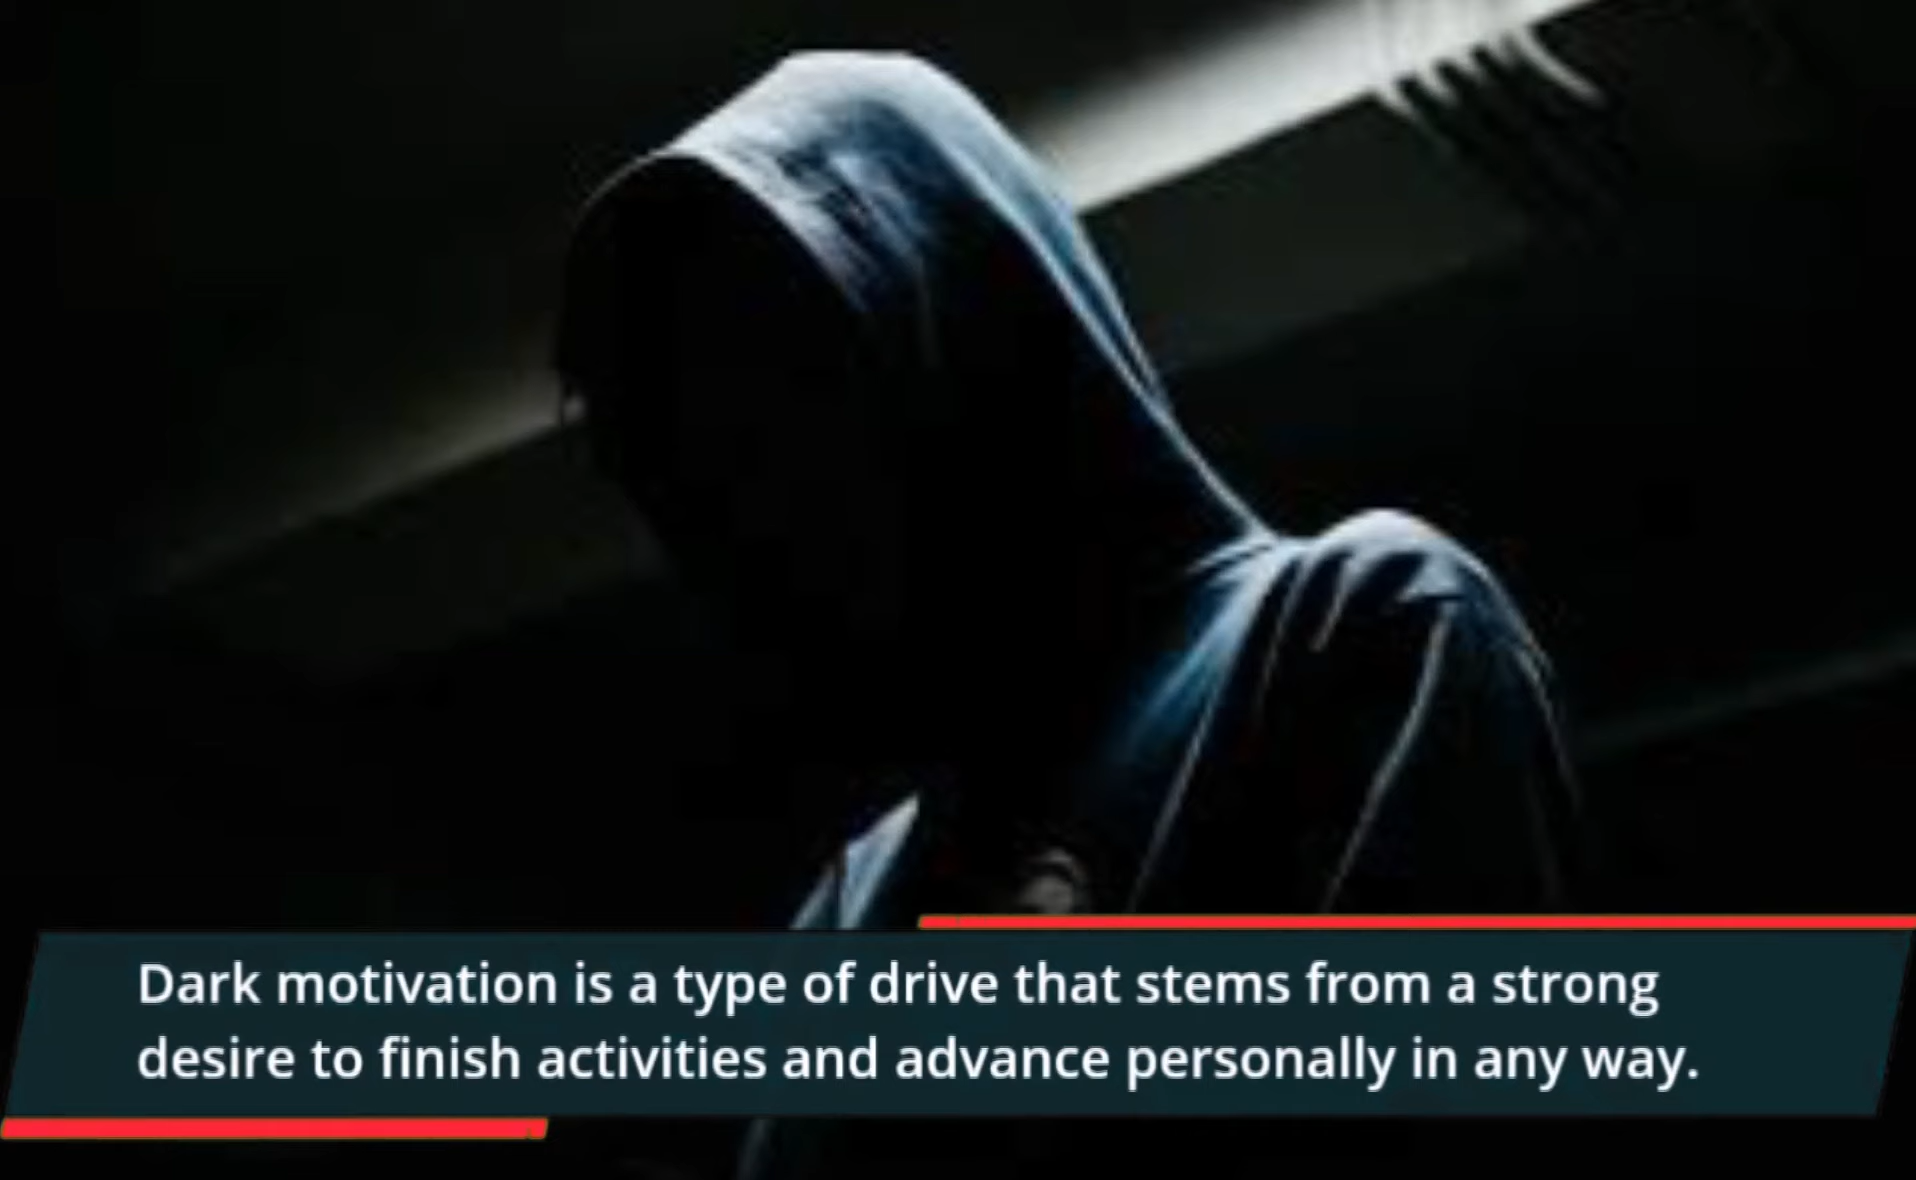 Dark motivation is a type of drive that stems from a strong
desire to finish activities and advance personally in any way.